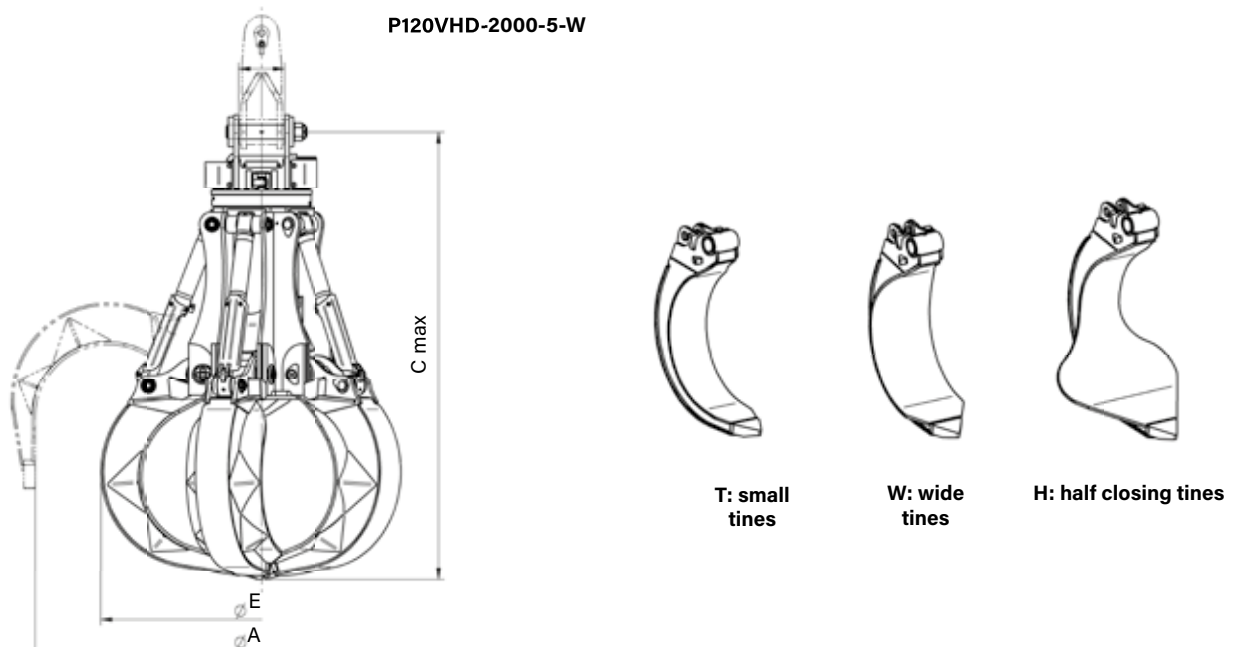 P120VHD-2000-5-W
C max
⌀ E
⌀ A
T: small
tines
W: wide
tines
H: half closing tines